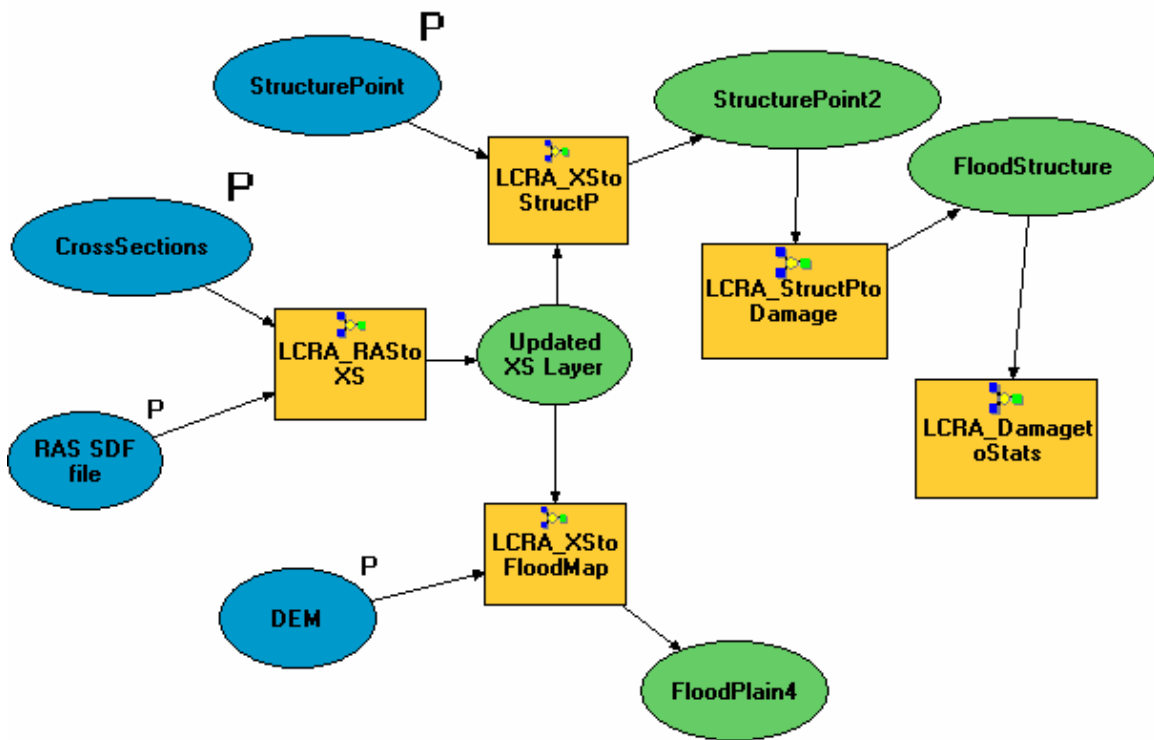 P
StructurePoint
StructurePoint2
LCRA_XSto
StructP
FloodStructure
P
CrossSections
LCRA_StructPto
Damage
LCRA_RASto
XS
Updated
XS Layer
LCRA_Damaget
oStats
P
RAS SDF
file
LCRA_XSto
FloodMap
P
DEM
FloodPlain4